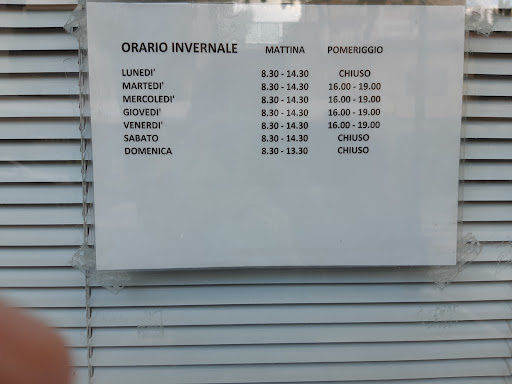 ORARIO INVERNALE MATTINA POMERIGGIO
LUNEDI' 8.30 - 14.30 CHIUSO
MARTEDI' 8.30 - 14.30 16.00 - 19.00
MERCOLEDI' 8.30 - 14.30 16.00 - 19.00
GIOVEDI' 8.30 - 14.30 16.00 - 19.00
VENERDI' 8.30 - 14.30 16.00 - 19.00
SABATO 8.30 - 14.30 CHIUSO
DOMENICA 8.30 - 13.30 CHIUSO